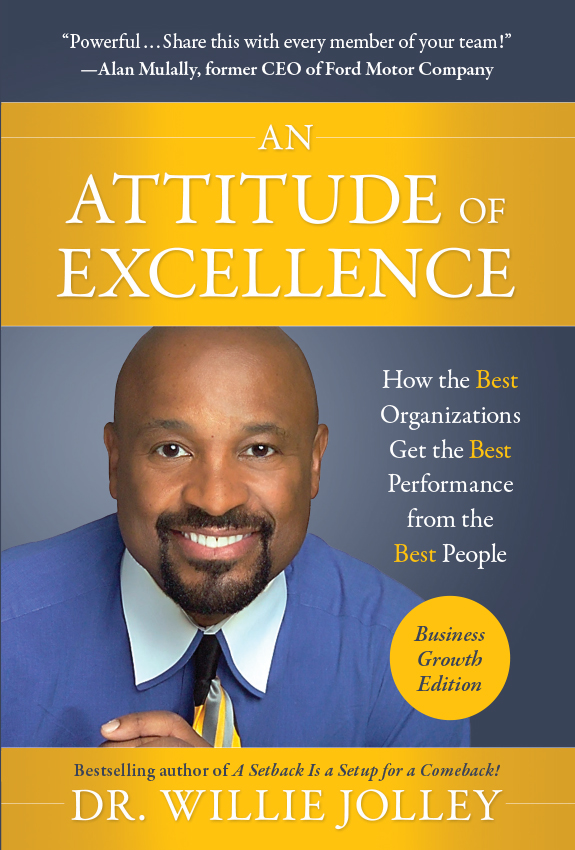 “Powerful…Share this with every member of your team!”
—Alan Mulally, former CEO of Ford Motor Company
AN
ATTITUDE OF
EXCELLENCE
How the Best
Organizations
Get the Best
Performance
from the
Best People
Business
Growth
Edition
Bestselling author of A Setback Is a Setup for a Comeback!
DR. WILLIE JOLLEY